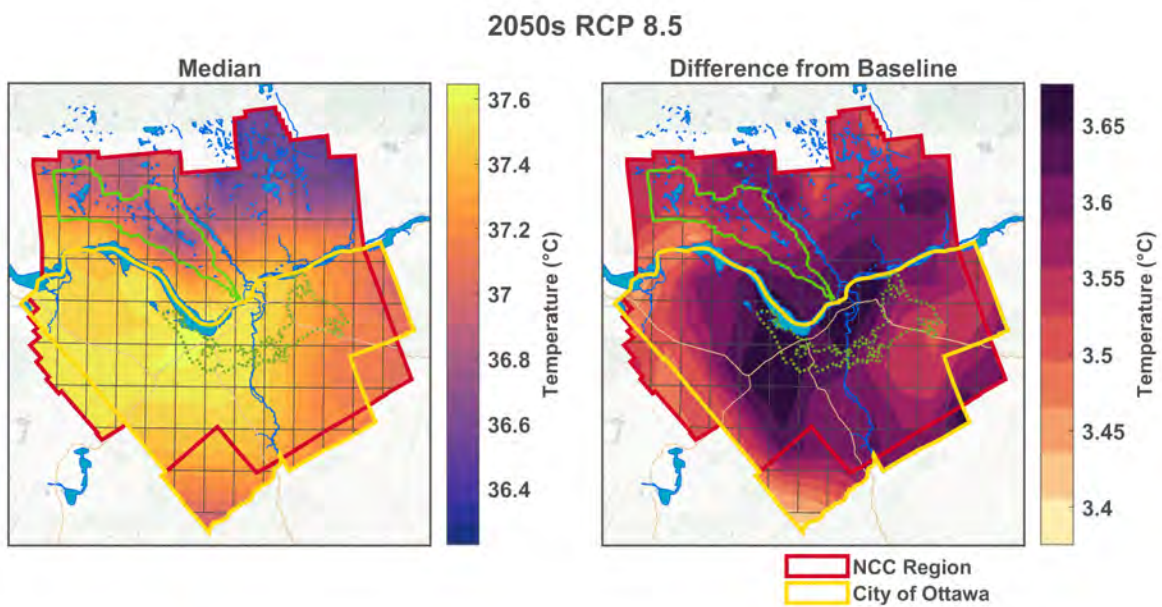 2050s RCP 8.5
Median
Difference from Baseline
37.6
37.4
37.2
37
36.8
36.6
36.4
Temperature (°C)
3.65
3.6
3.55
3.5
3.45
3.4
Temperature (°C)
NCC Region
City of Ottawa